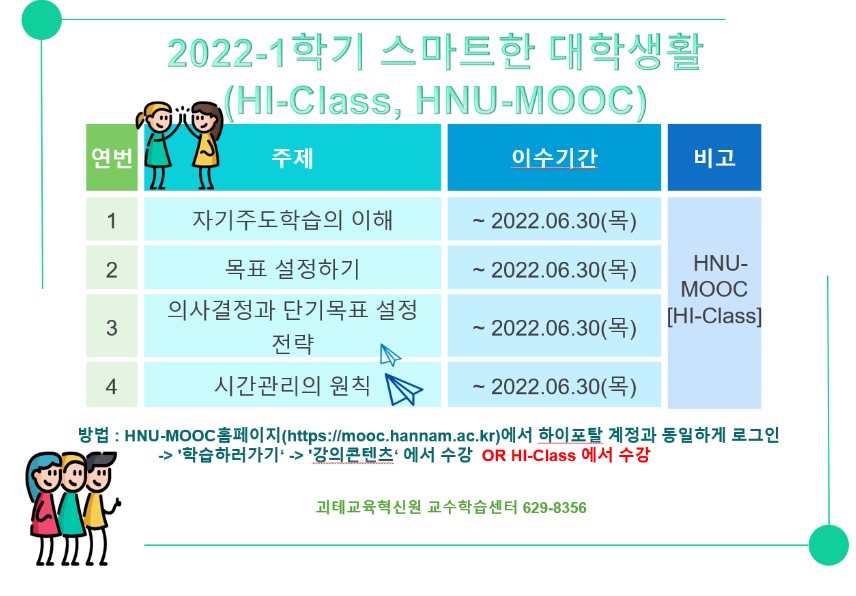 2022-1학기 스마트한 대학생활
(HI-Class, HNU-MOOC)
연번 주제 이수기간 비고
1 자기주도학습의 이해 ~ 2022.06.30(목)
2 목표 설정하기 ~ 2022.06.30(목)
3 의사결정과 단기목표 설정
전략 ~ 2022.06.30(목)
4 시간관리의 원칙 ~ 2022.06.30(목)
HNU-
MOOC
[HI-Class]
방법 : HNU-MOOC홈페이지(https://mooc.hannam.ac.kr)에서 하이포탈 계정과 동일하게 로그인
-> '학습하러가기‘ -> '강의콘텐츠‘ 에서 수강 OR HI-Class 에서 수강
괴테교육혁신원 교수학습센터 629-8356